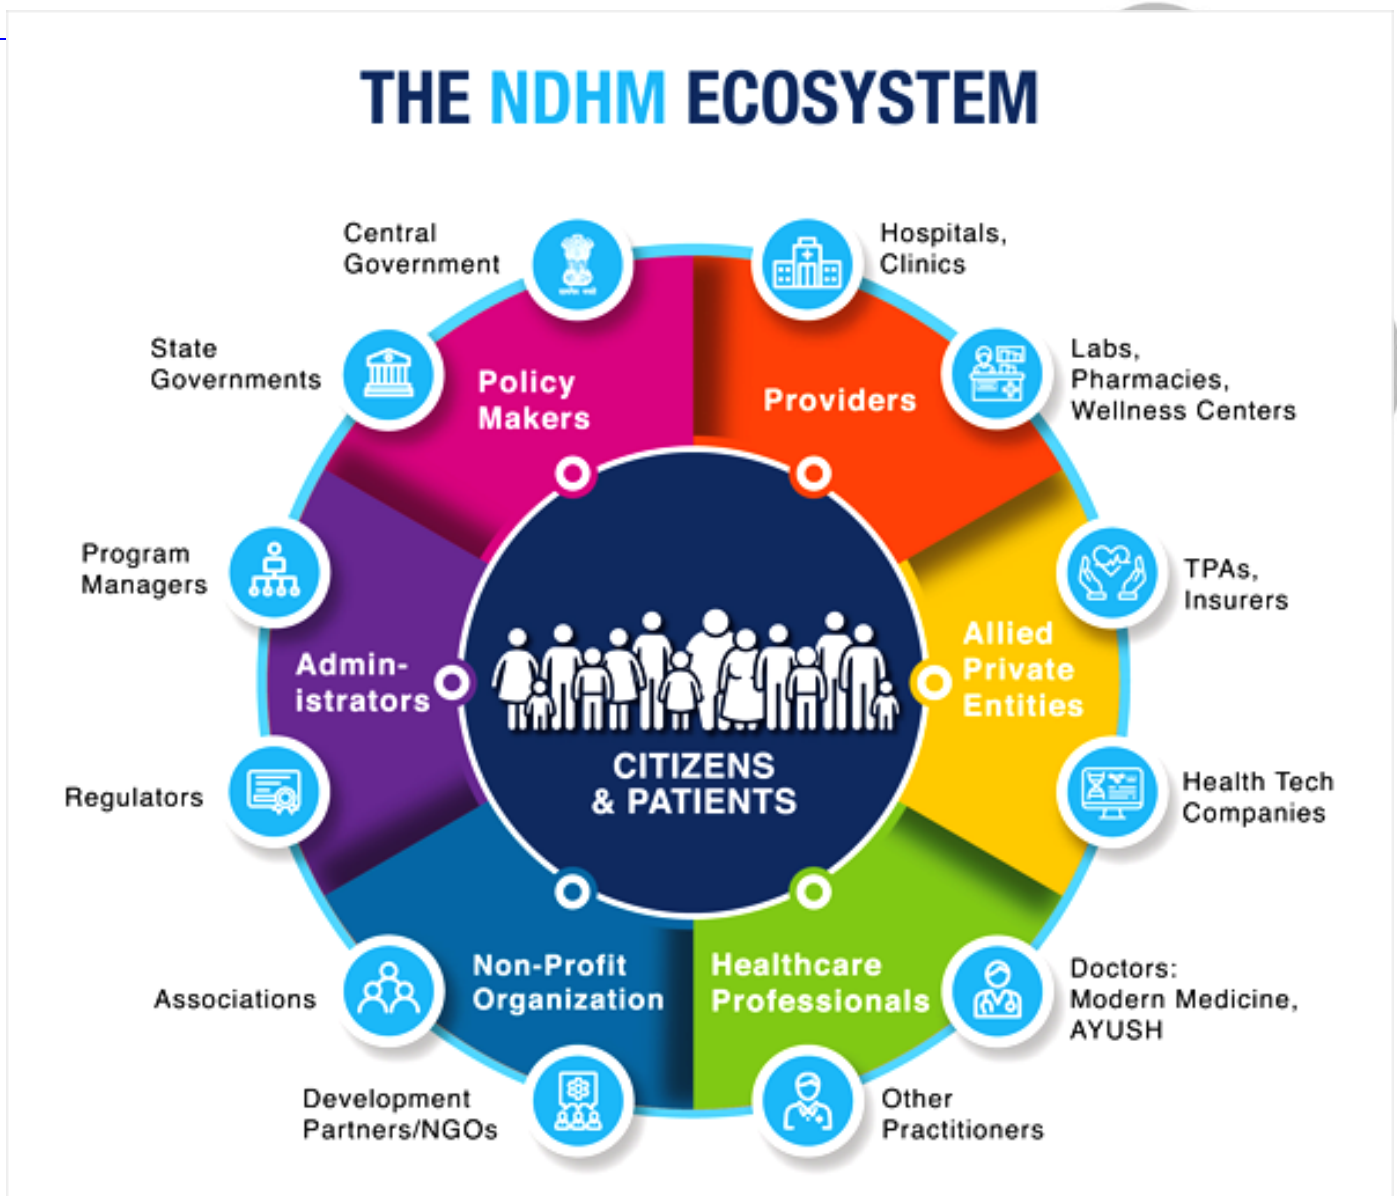 THE NDHM ECOSYSTEM
Central
Government
Hospitals,
Clinics
State
Governments
Labs,
Pharmacies,
Wellness Centers
Policy
Makers
Providers
Program
Managers
TPAs,
Insurers
Allied
Private
Entities
Admin-
istrators
CITIZENS
& PATIENTS
Regulators
Health Tech
Companies
Non-Profit
Organization
Healthcare
Professionals
Associations
Doctors:
Modern Medicine,
AYUSH
Development
Partners/NGOs
Other
Practitioners